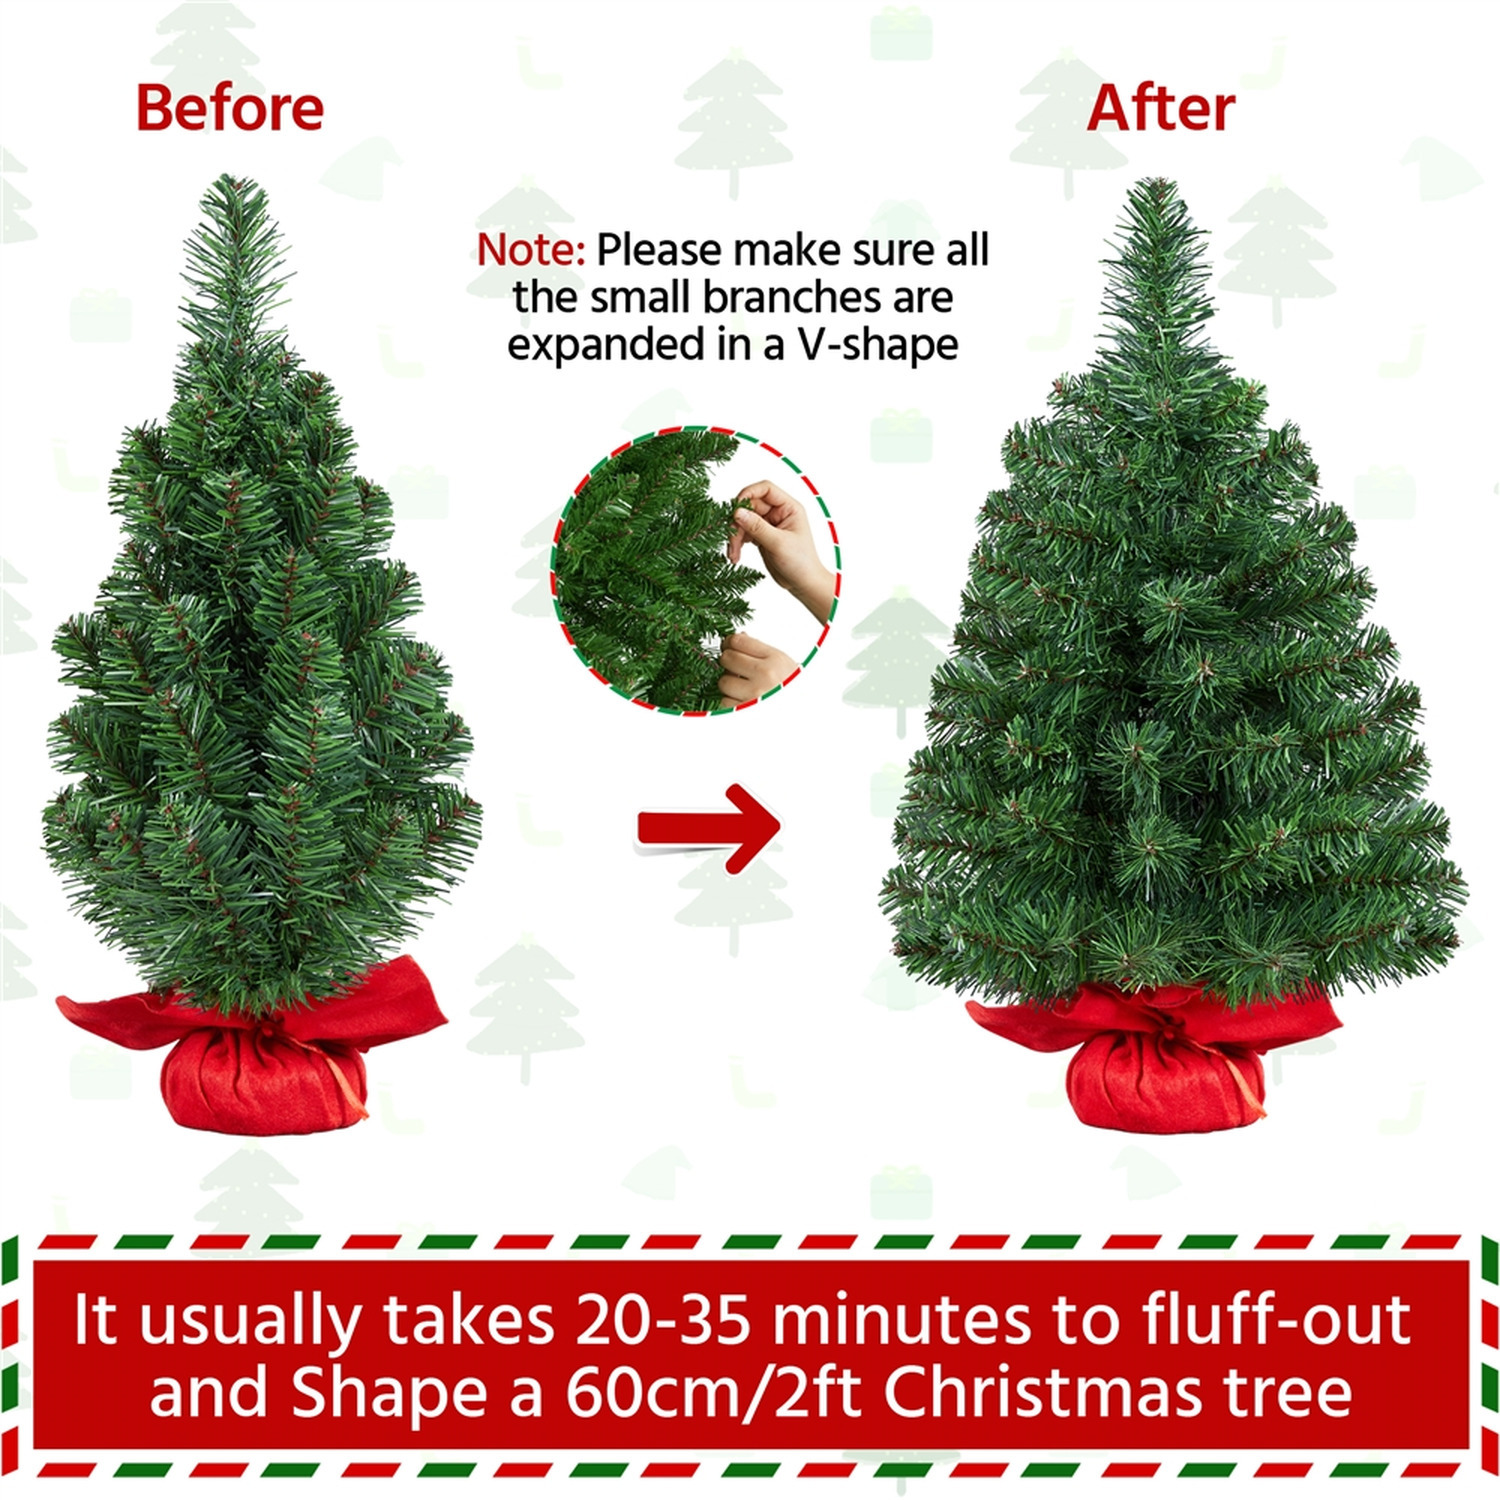 Before
After
Note: Please make sure all
the small branches are
expanded in a V-shape
It usually takes 20-35 minutes to fluff-out
and Shape a 60cm/2ft Christmas tree